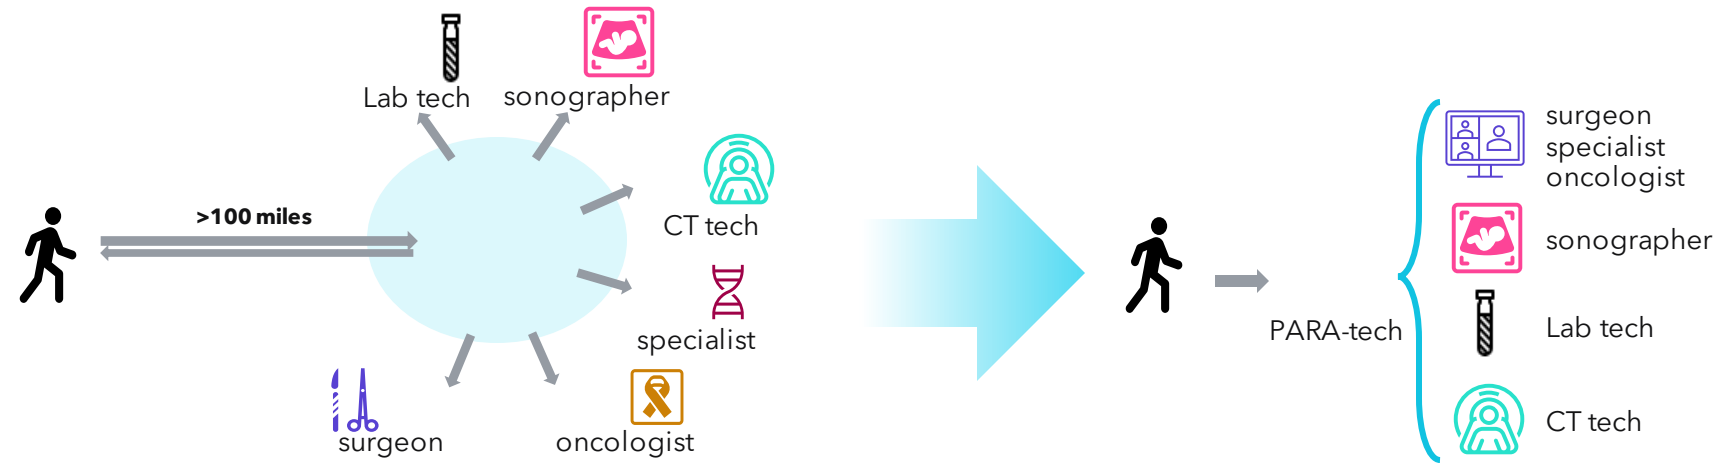 Lab tech
sonographer
>100 miles
CT tech
specialist
surgeon
oncologist
PARA-tech
surgeon
specialist
oncologist
sonographer
Lab tech
CT tech